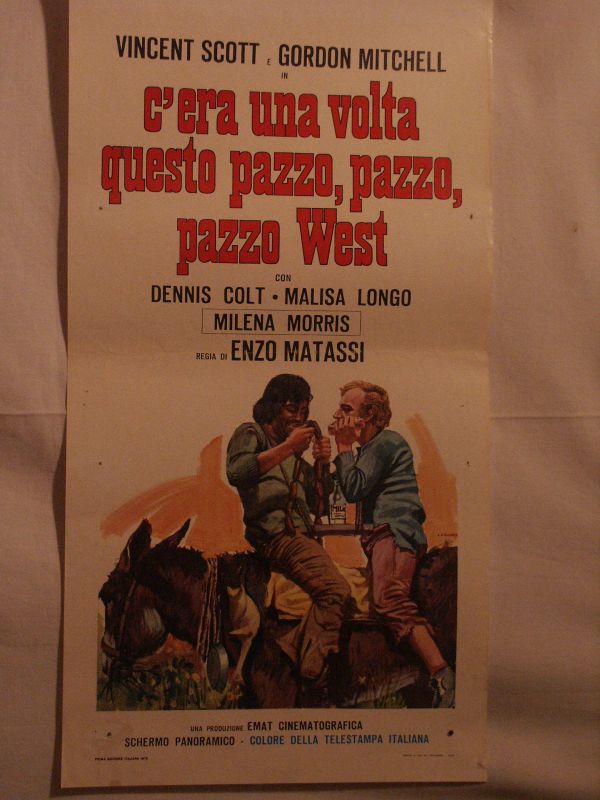 VINCENT SCOTT E GORDON MITCHELL
IN
c'era una volta
questo pazzo, pazzo,
pazzo West
CON
DENNIS COLT • MALISA LONGO
MILENA MORRIS
REGIA DI ENZO MATASSI
UNA PRODUZIONE EMAT CINEMATOGRAFICA
SCHERMO PANORAMICO - COLORE DELLA TELESTAMPA ITALIANA